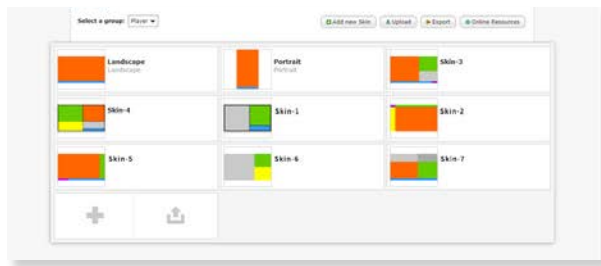 Select a group: Player
Add new Skin Upload Export Online Resources
Landscape
Landscape
Portrait
Portrait
Skin-3
Skin-4
Skin-1
Skin-2
Skin-5
Skin-6
Skin-7